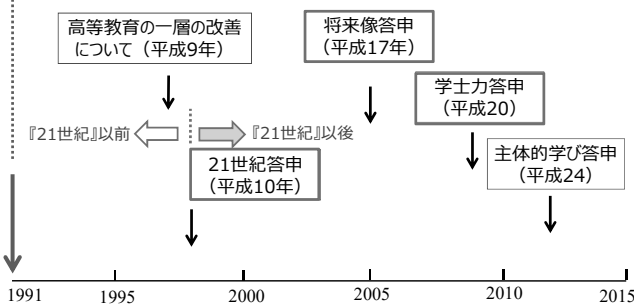 高等教育の一層の改善
について（平成9年）
将来像答申
（平成17年）
学士力答申
（平成20）
『21世紀』以前
『21世紀』以後
主体的学び答申
（平成24）
21世紀答申
（平成10年）
1991
1995
2000
2005
2010
2015